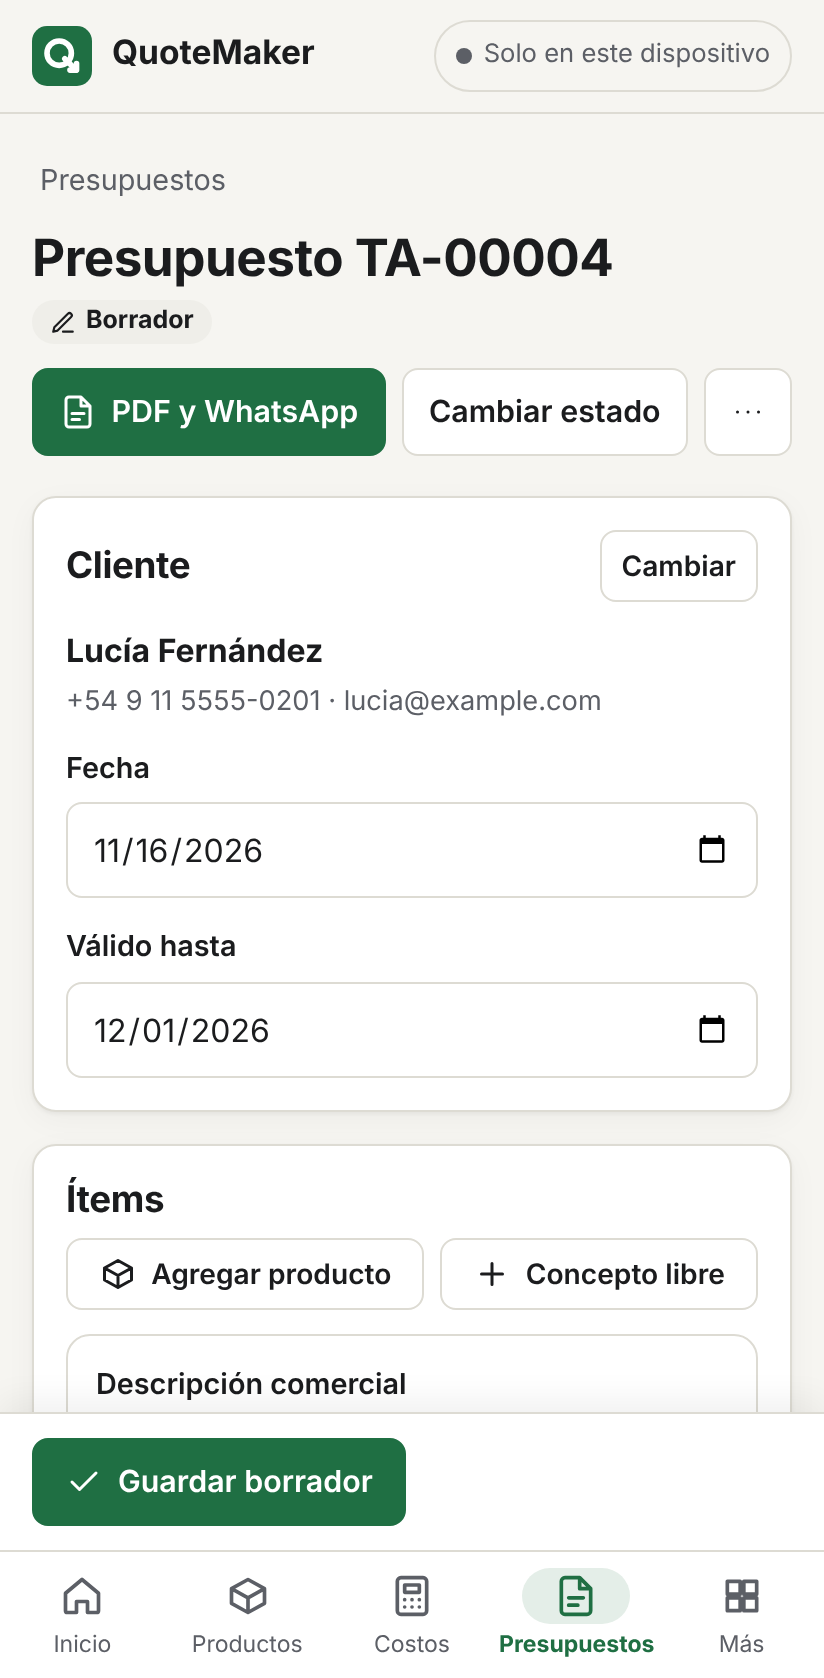 QuoteMaker
Solo en este dispositivo
Presupuestos
Presupuesto TA-00004
Borrador
PDF y WhatsApp
Cambiar estado
...
Cliente
Cambiar
Lucía Fernández
+54 9 11 5555-0201 · lucia@example.com
Fecha
11/16/2026
Válido hasta
12/01/2026
Ítems
Agregar producto
Concepto libre
Descripción comercial
Guardar borrador
Inicio
Productos
Costos
Presupuestos
Más